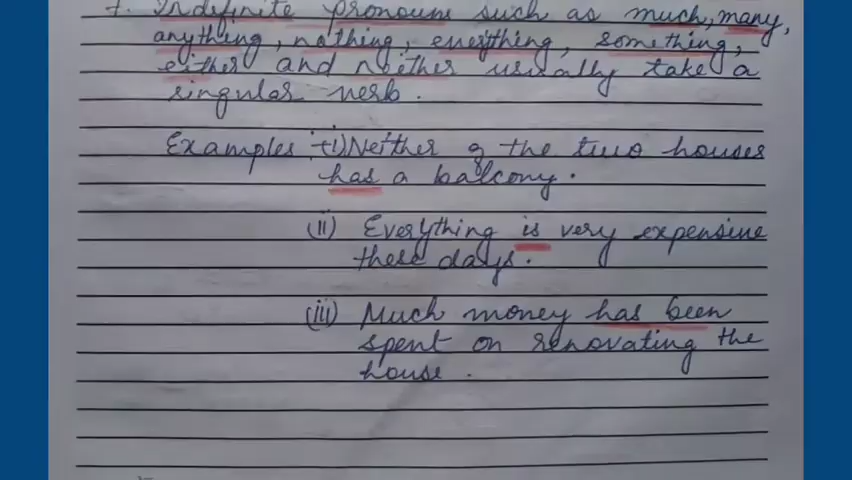 7. Indefinite pronouns such as much, many,
anything, nothing, everything, something,
either and neither usually take a
singular verb.
Examples :- (i) Neither of the two houses
has a balcony.
(ii) Everything is very expensive
these days.
(iii) Much money has been
spent on renovating the
house.